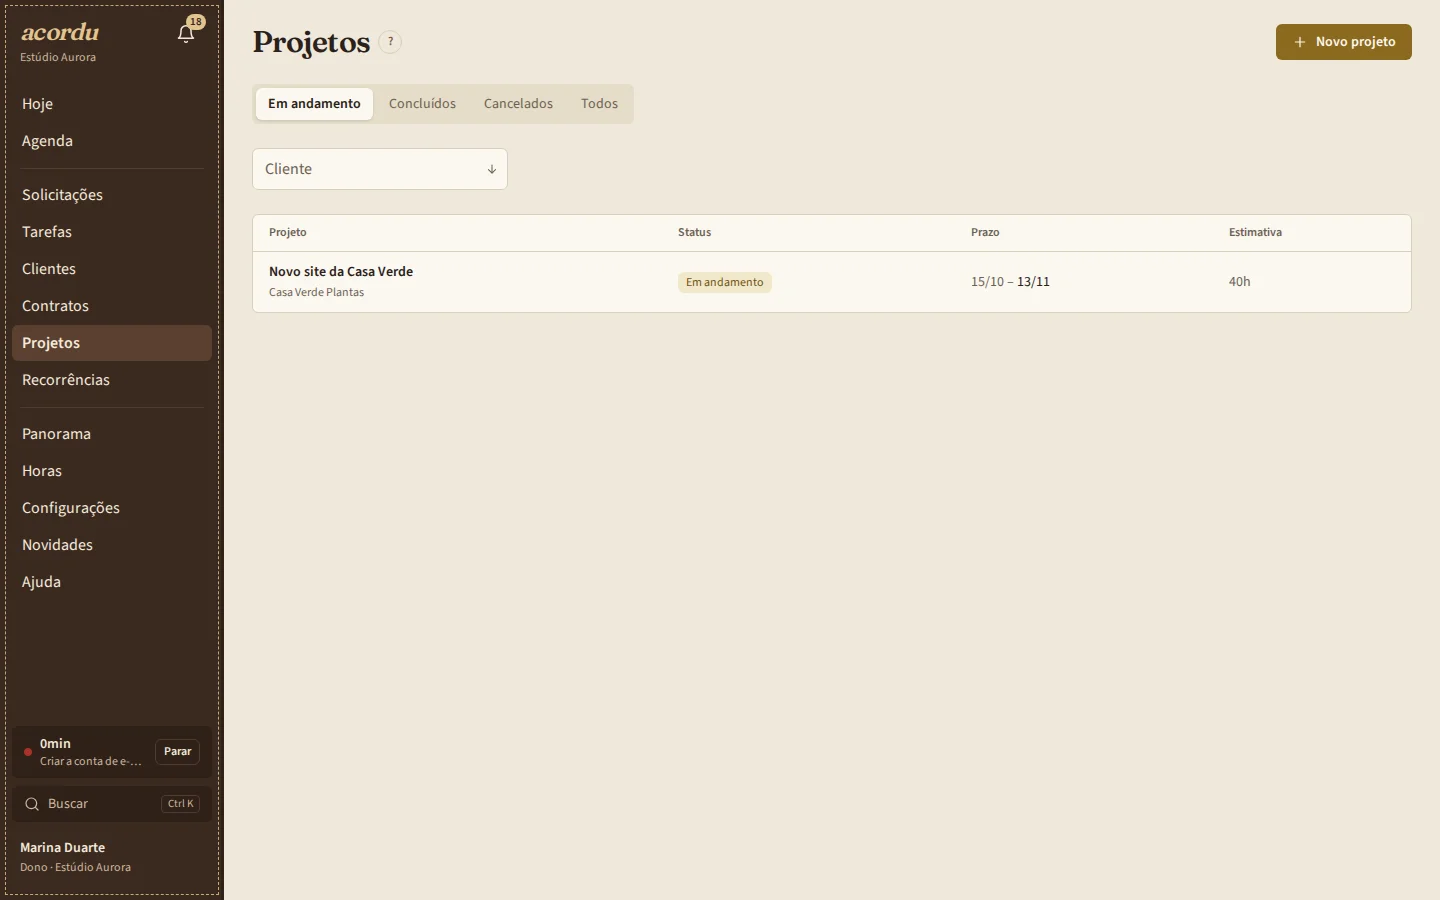 acordu
18
Estúdio Aurora
Hoje
Agenda
Solicitações
Tarefas
Clientes
Contratos
Projetos
Recorrências
Panorama
Horas
Configurações
Novidades
Ajuda
0min
Criar a conta de e-...
Parar
Buscar
Ctrl K
Marina Duarte
Dono · Estúdio Aurora
Projetos ?
Novo projeto
Em andamento Concluídos Cancelados Todos
Cliente
Projeto Status Prazo Estimativa
Novo site da Casa Verde
Casa Verde Plantas
Em andamento
15/10 – 13/11
40h